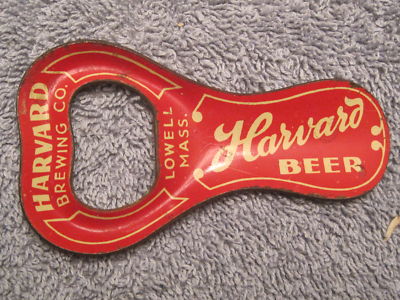 HARVARD
BREWING CO.
LOWELL
MASS.
Harvard
BEER